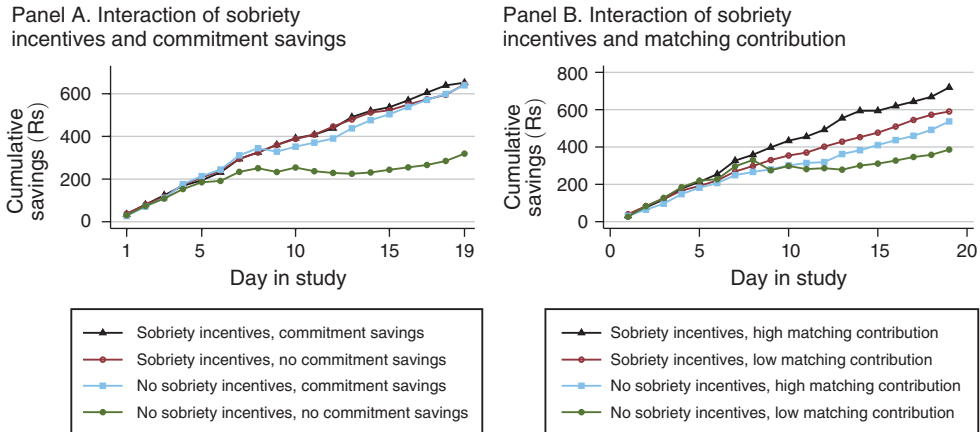 Panel A. Interaction of sobriety
incentives and commitment savings
Cumulative
savings (Rs)
600
400
200
0
1
5
10
15
19
Day in study
Sobriety incentives, commitment savings
Sobriety incentives, no commitment savings
No sobriety incentives, commitment savings
No sobriety incentives, no commitment savings
Panel B. Interaction of sobriety
incentives and matching contribution
Cumulative
savings (Rs)
800
600
400
200
0
0
5
10
15
20
Day in study
Sobriety incentives, high matching contribution
Sobriety incentives, low matching contribution
No sobriety incentives, high matching contribution
No sobriety incentives, low matching contribution